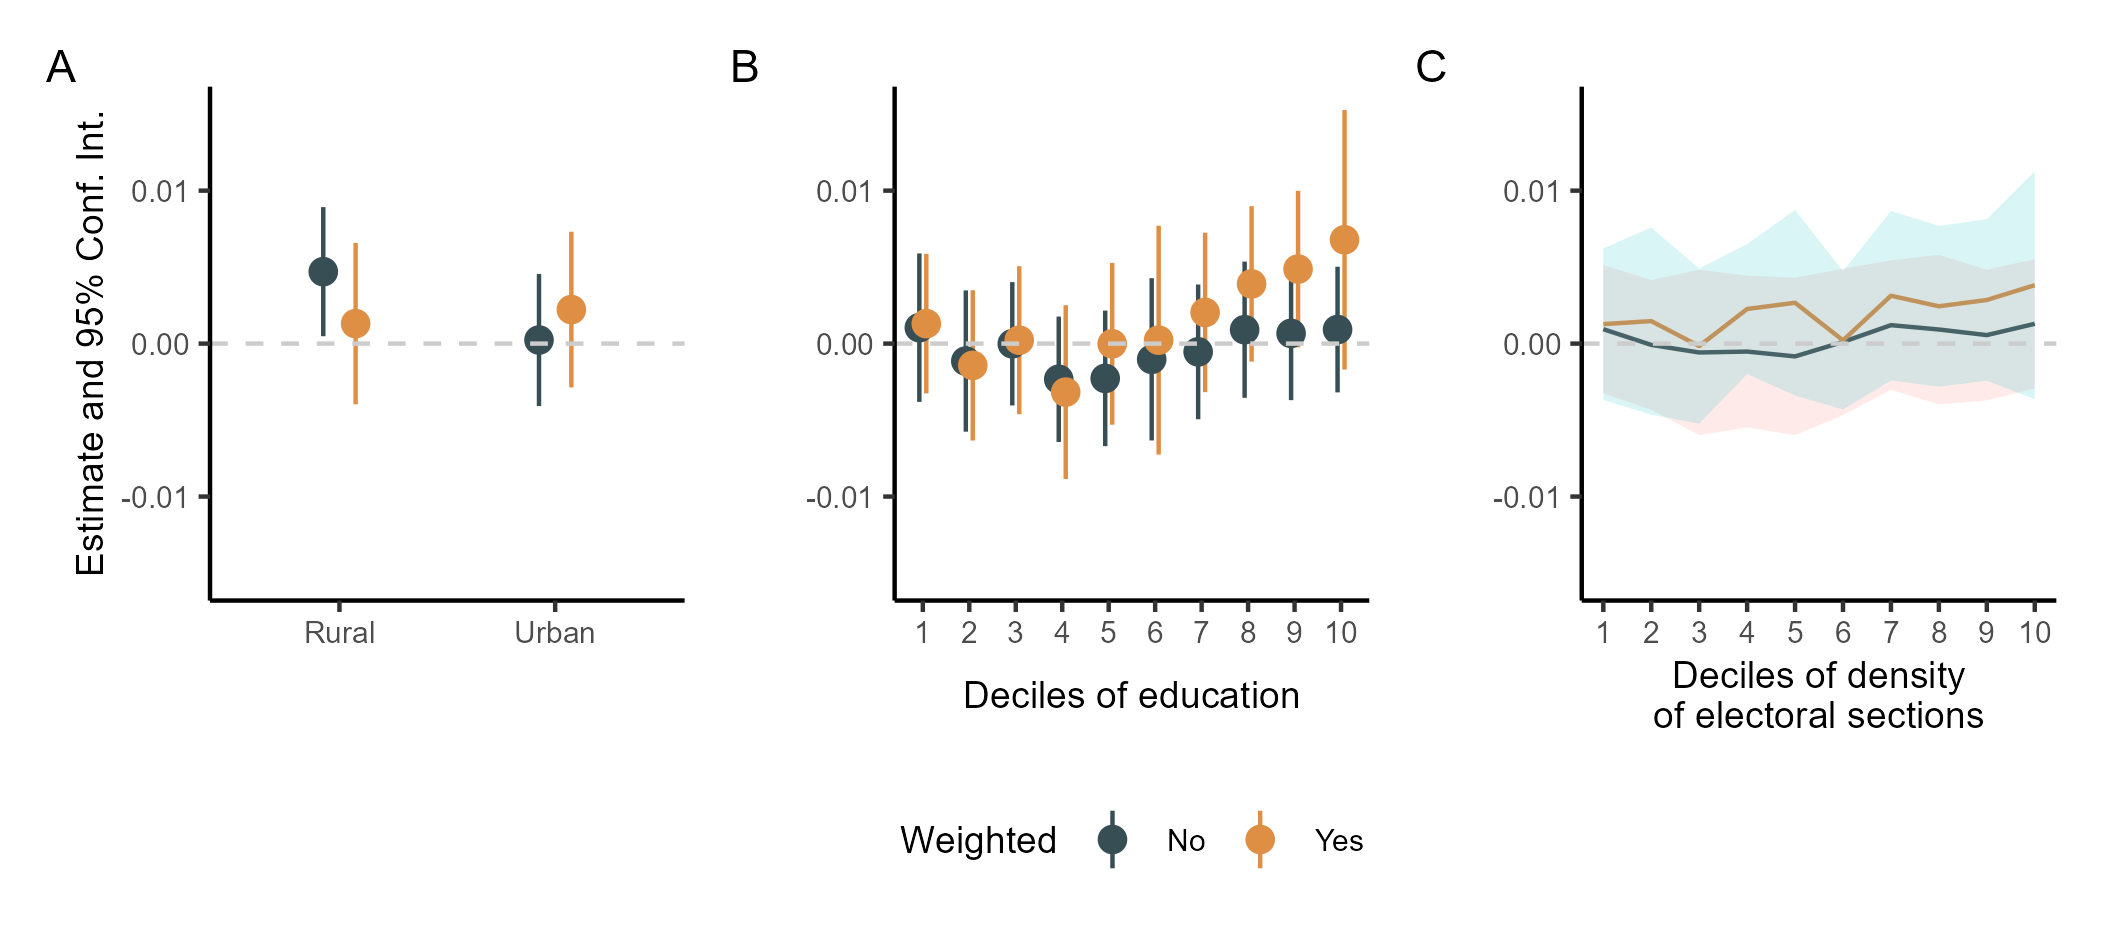 A
B
C
Estimate and 95% Conf. Int.
0.01
0.00
-0.01
Rural
Urban
0.01
0.00
-0.01
1 2 3 4 5 6 7 8 9 10
Deciles of education
0.01
0.00
-0.01
1 2 3 4 5 6 7 8 9 10
Deciles of density
of electoral sections
Weighted No Yes